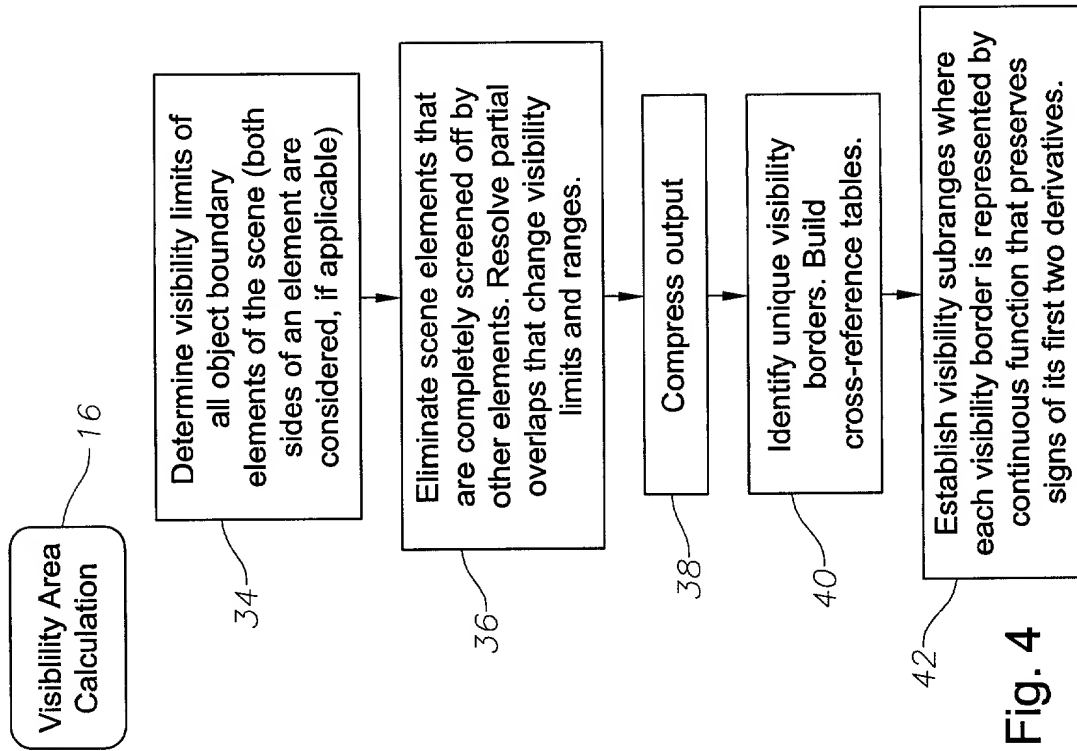 Visiblility Area
Calculation
16
Determine visibility limits of
all object boundary
elements of the scene (both
sides of an element are
considered, if applicable)
34
Eliminate scene elements that
are completely screened off by
other elements. Resolve partial
overlaps that change visibility
limits and ranges.
36
Compress output
38
Identify unique visibility
borders. Build
cross-reference tables.
40
Establish visibility subranges where
each visibility border is represented by
continuous function that preserves
signs of its first two derivatives.
42
Fig. 4